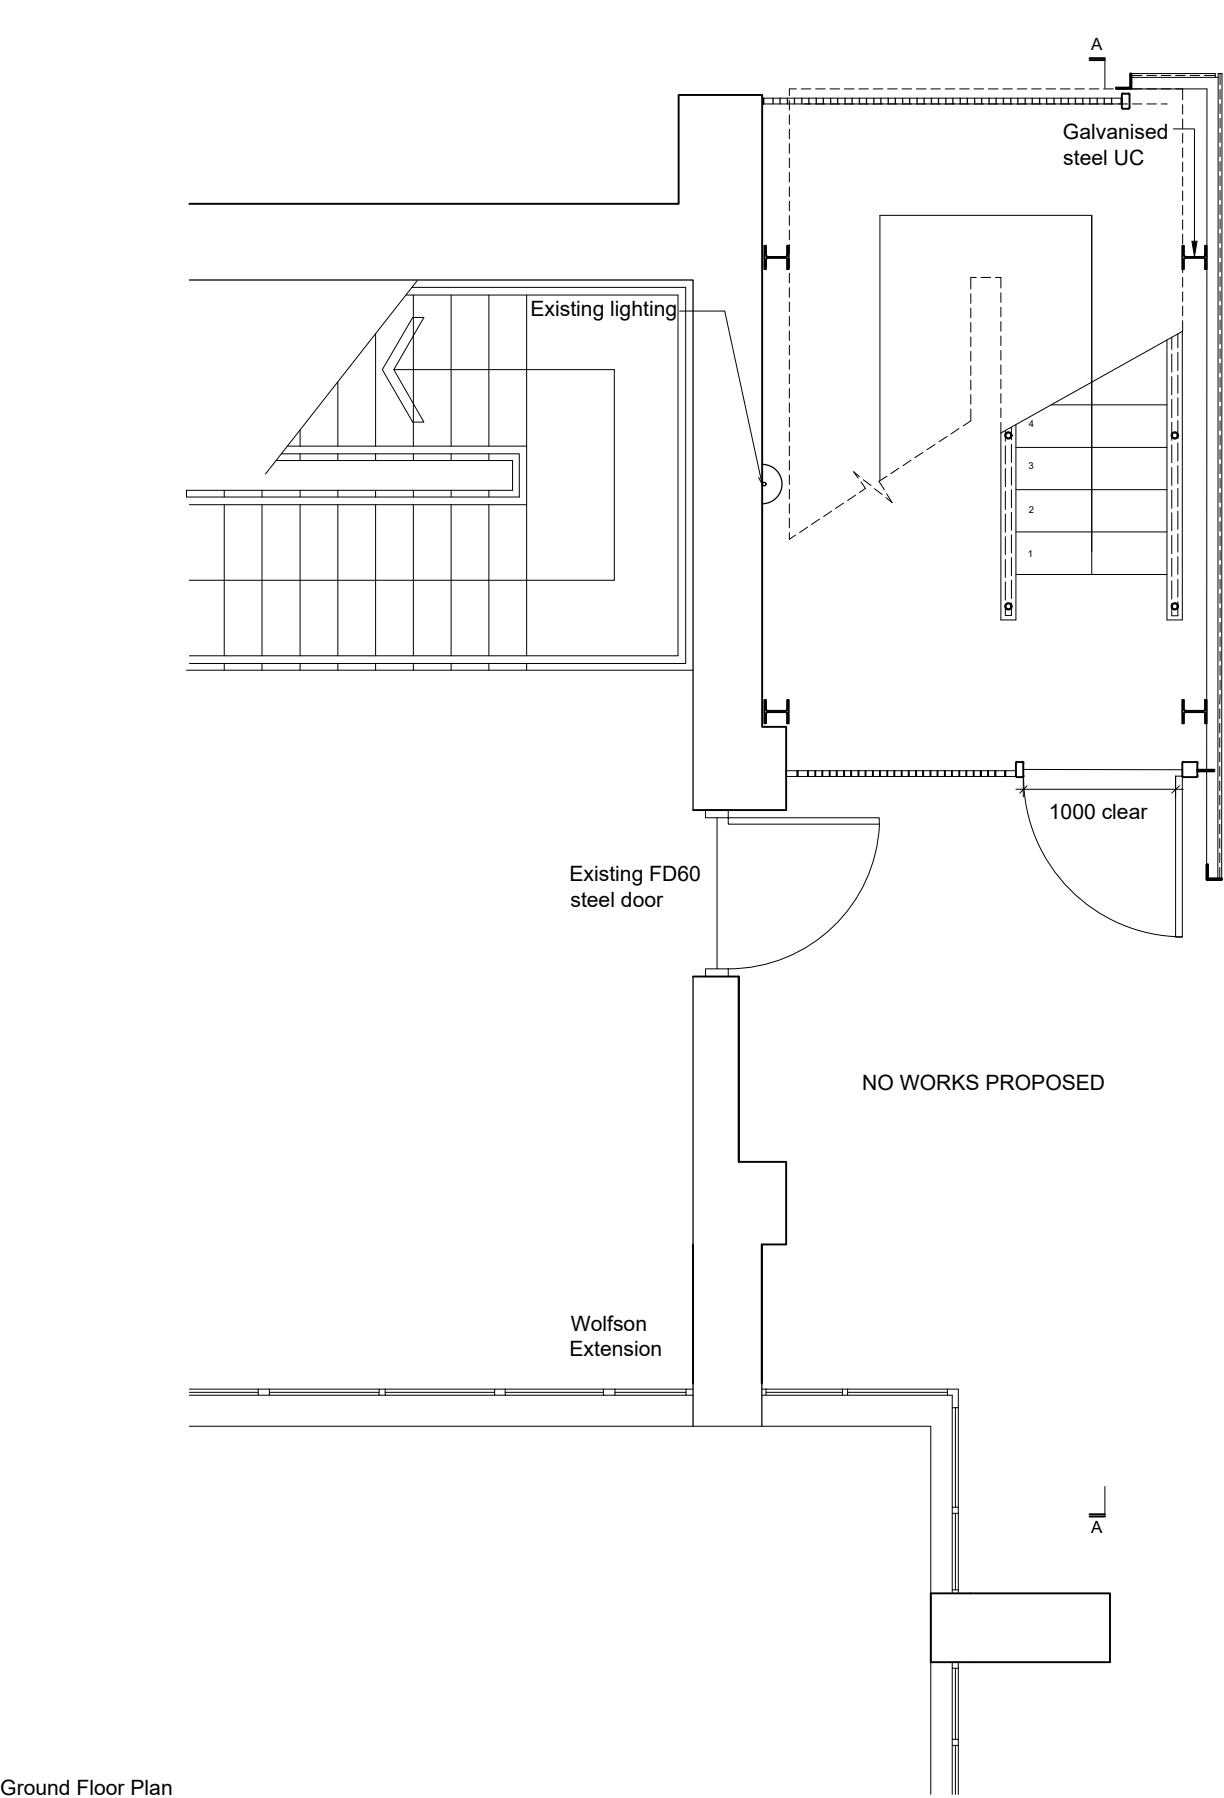 A
Galvanised
steel UC
Existing lighting
4
3
2
1
1000 clear
Existing FD60
steel door
NO WORKS PROPOSED
Wolfson
Extension
A
Ground Floor Plan